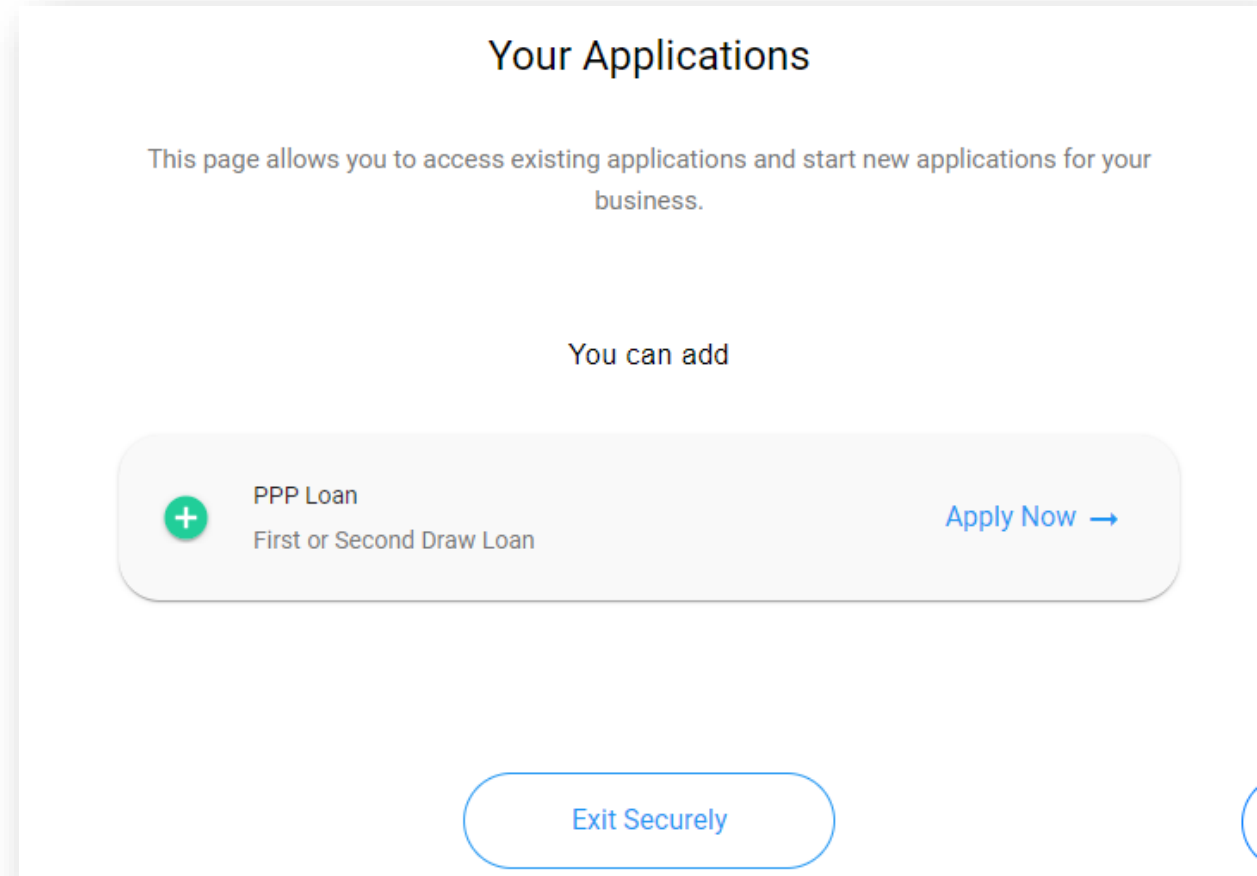 Your Applications
This page allows you to access existing applications and start new applications for your
business.
You can add
PPP Loan
First or Second Draw Loan
Apply Now →
Exit Securely